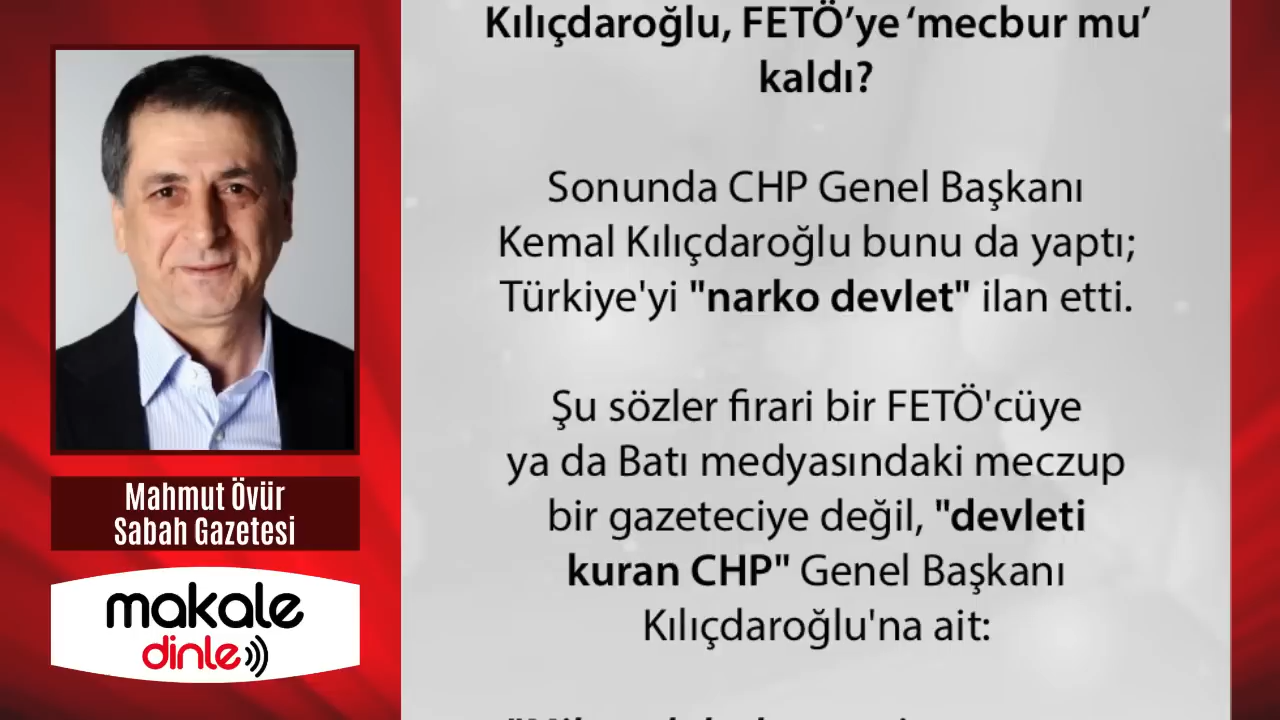 Kılıçdaroğlu, FETÖ’ye ‘mecbur mu’
kaldı?
Sonunda CHP Genel Başkanı
Kemal Kılıçdaroğlu bunu da yaptı;
Türkiye'yi "narko devlet" ilan etti.
Şu sözler firari bir FETÖ'cüye
ya da Batı medyasındaki meczup
bir gazeteciye değil, "devleti
kuran CHP" Genel Başkanı
Kılıçdaroğlu'na ait:
Mahmut Övür
Sabah Gazetesi
makale
dinle